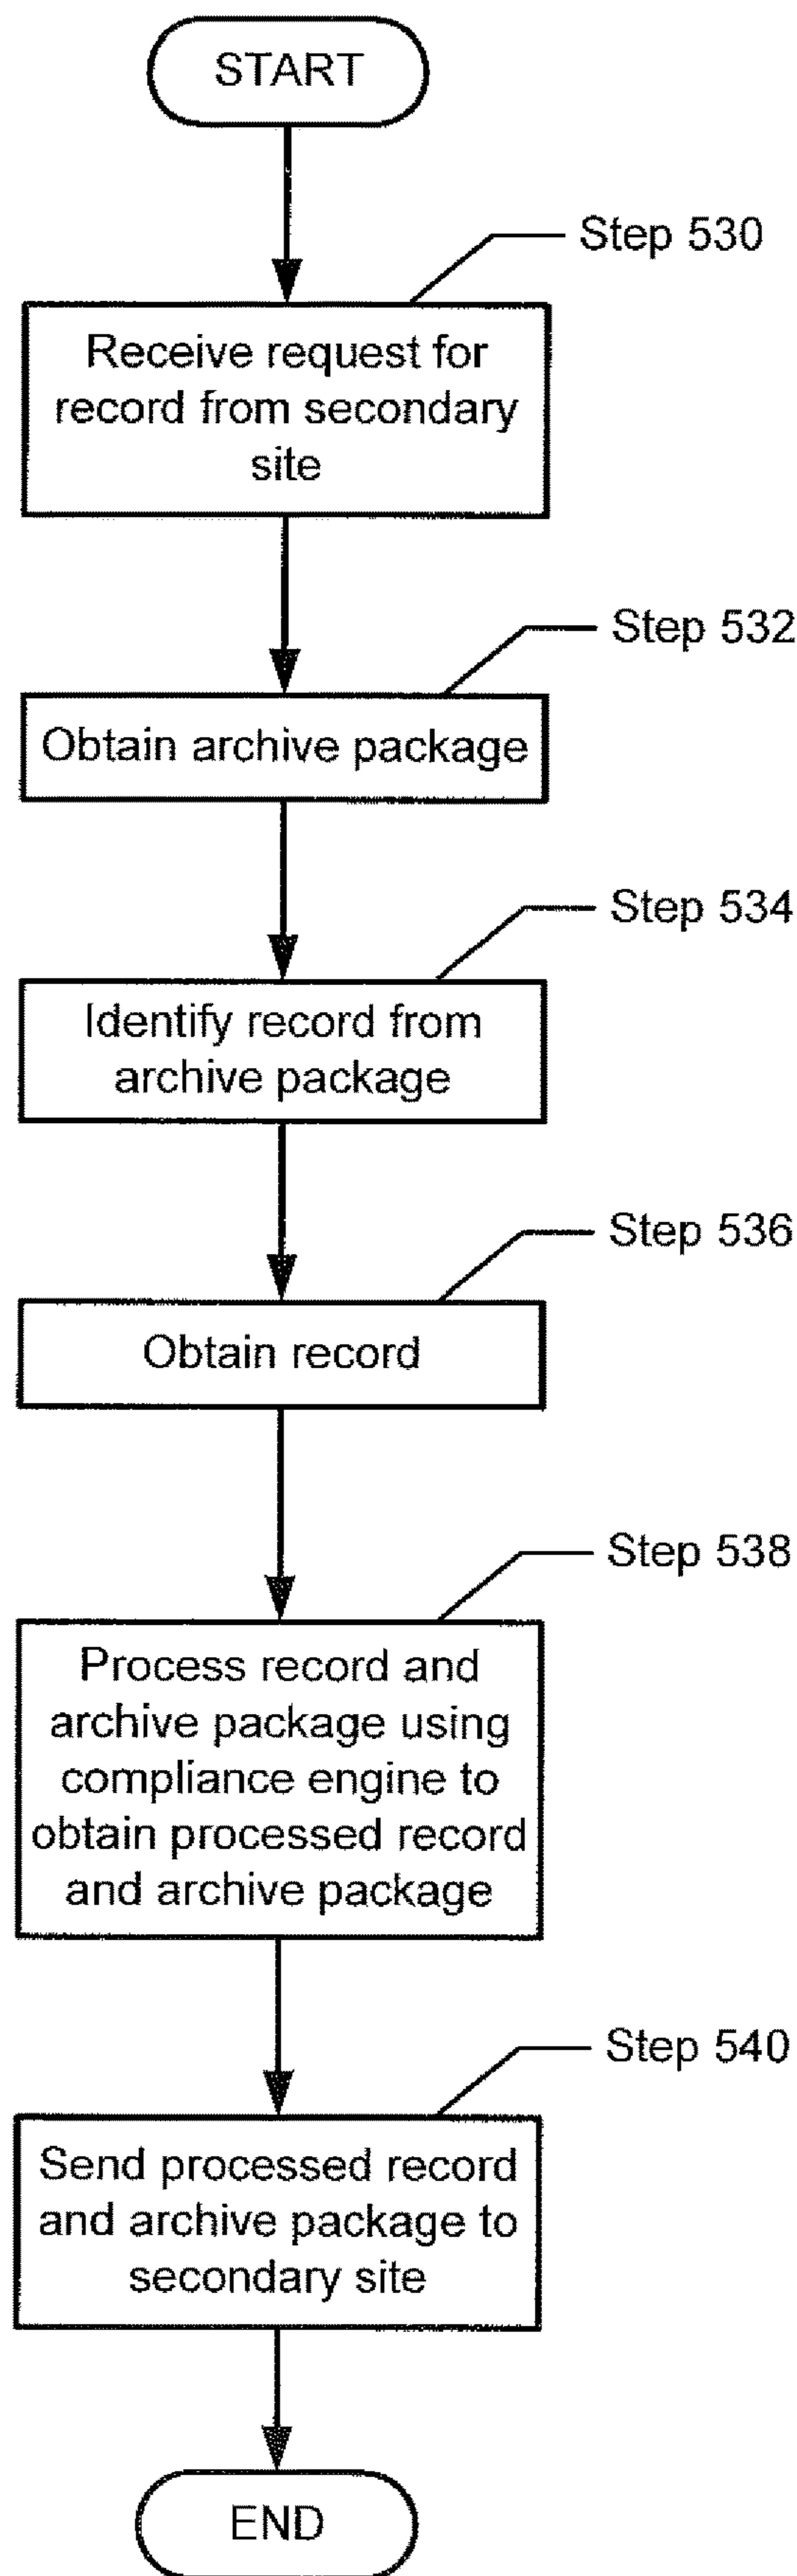 START
Step 530
Receive request for
record from secondary
site
Step 532
Obtain archive package
Step 534
Identify record from
archive package
Step 536
Obtain record
Step 538
Process record and
archive package using
compliance engine to
obtain processed record
and archive package
Step 540
Send processed record
and archive package to
secondary site
END